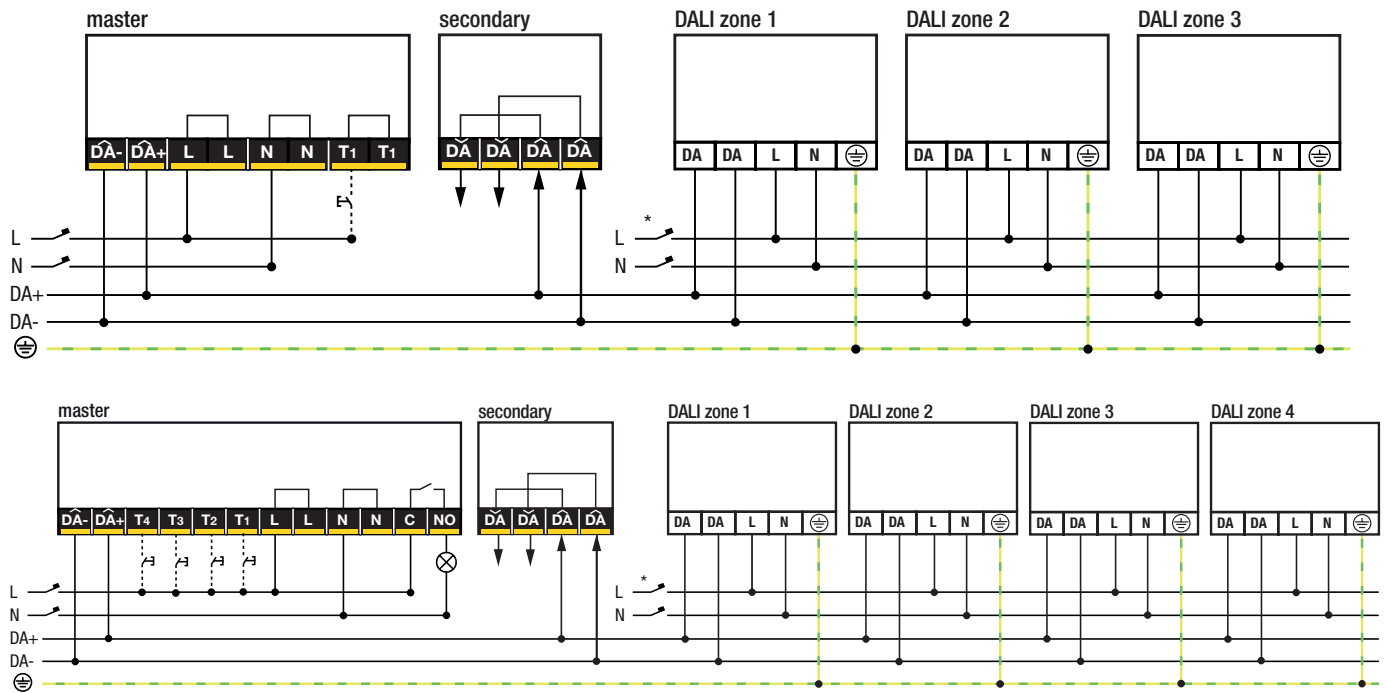 master secondary DALI zone 1 DALI zone 2 DALI zone 3
DA- DA+ L L N N T1 T1 DA DA DA DA DA DA L N DA DA L N DA DA L N
L * L
N N
DA+
DA-
master secondary DALI zone 1 DALI zone 2 DALI zone 3 DALI zone 4
DA- DA+ T4 T3 T2 T1 L L N N C NO DA DA DA DA DA DA L N DA DA L N DA DA L N DA DA L N
L * L
N N
DA+
DA-